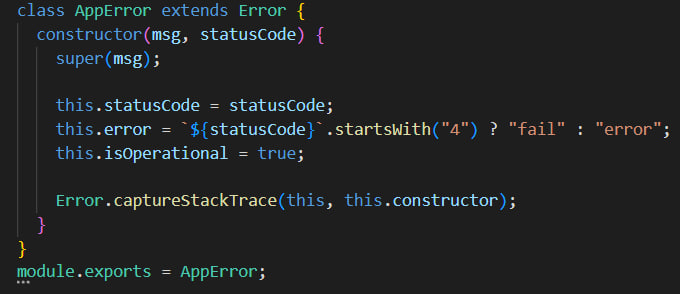 class AppError extends Error {
  constructor(msg, statusCode) {
    super(msg);

    this.statusCode = statusCode;
    this.error = `${statusCode}`.startsWith("4") ? "fail" : "error";
    this.isOperational = true;

    Error.captureStackTrace(this, this.constructor);
  }
}
module.exports = AppError;